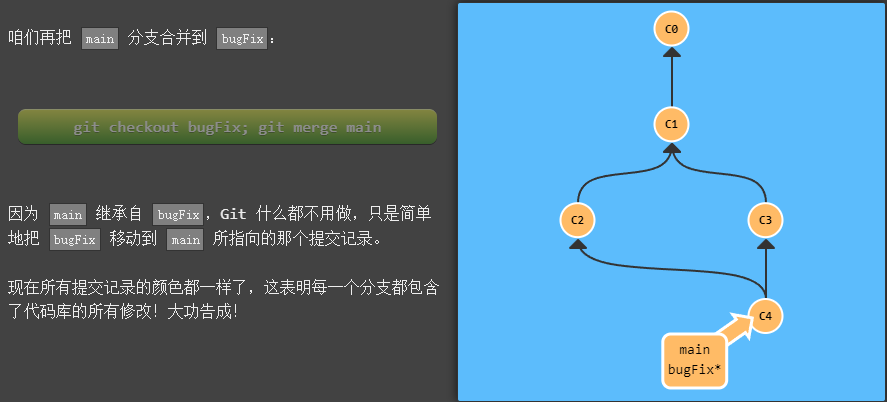 咱们再把 main 分支合并到 bugFix：
git checkout bugFix; git merge main
因为 main 继承自 bugFix，Git 什么都不用做，只是简单
地把 bugFix 移动到 main 所指向的那个提交记录。
现在所有提交记录的颜色都一样了，这表明每一个分支都包含
了代码库的所有修改！大功告成！
C0
C1
C2
C3
C4
main
bugFix*